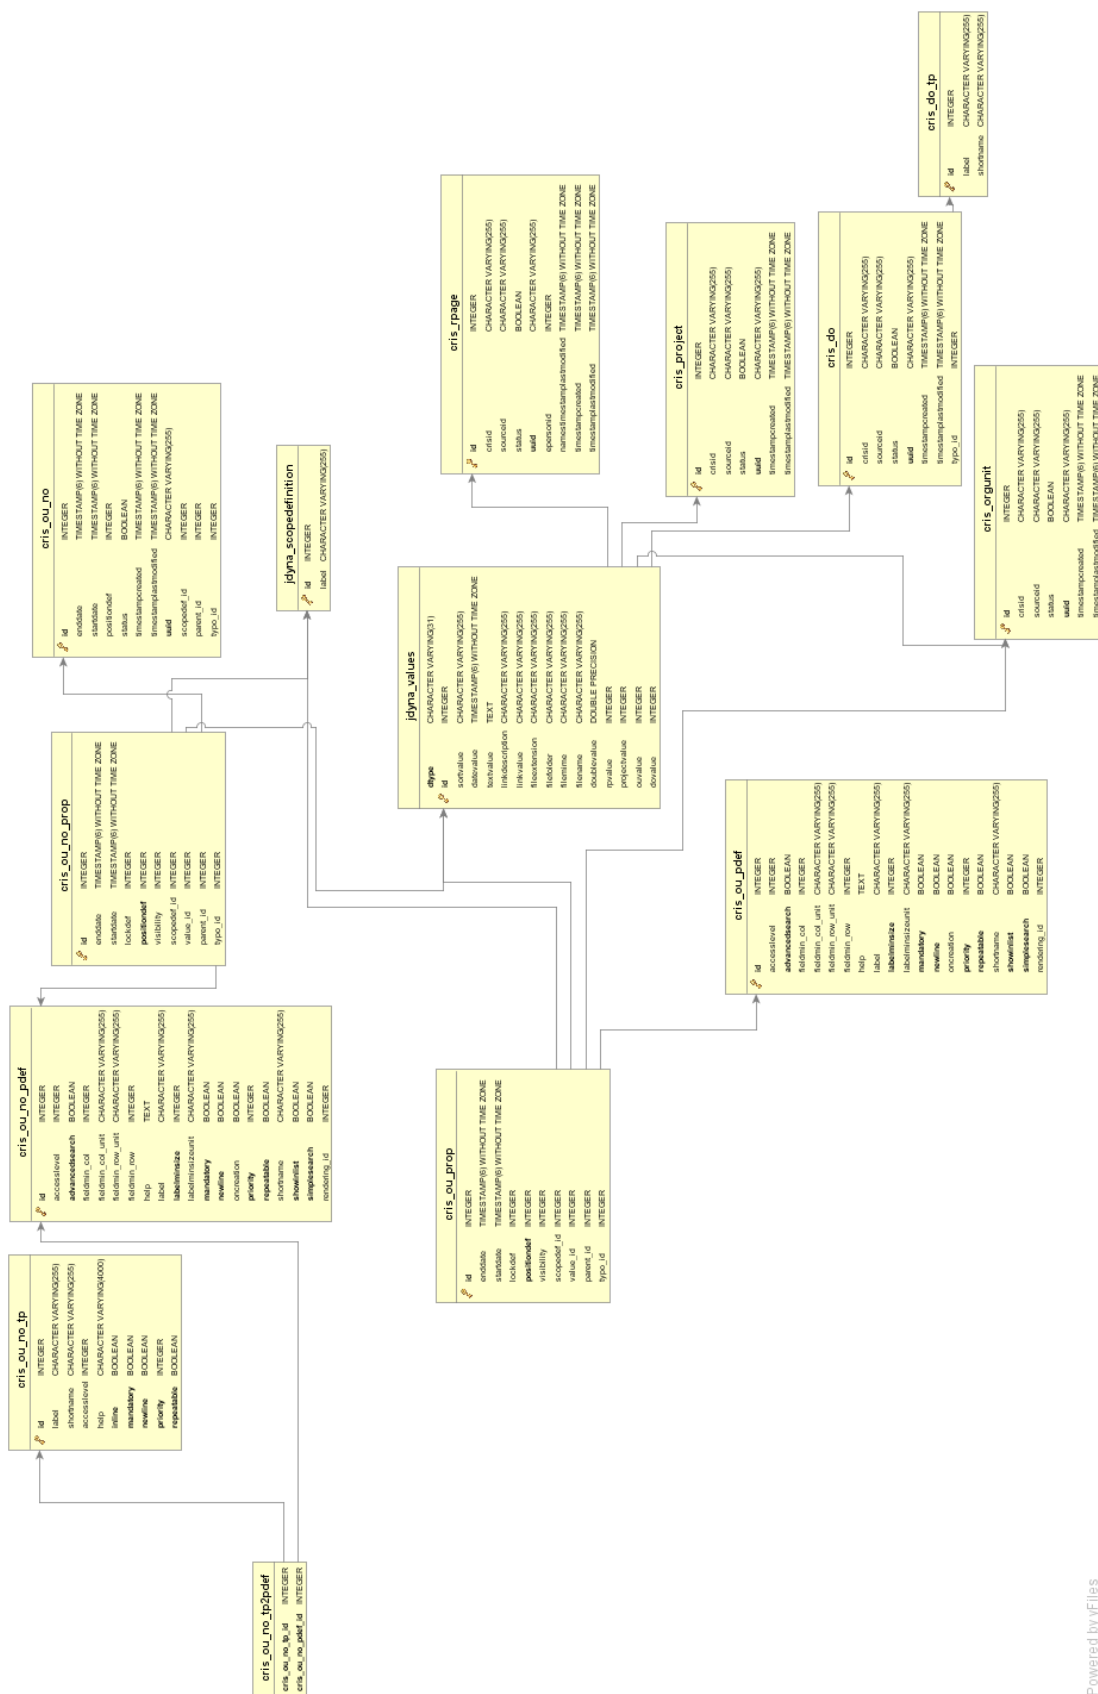 cris_do_tp
id INTEGER
label CHARACTER VARYING(255)
shortname CHARACTER VARYING(255)
cris_rpage
id INTEGER
crisid CHARACTER VARYING(255)
sourceid CHARACTER VARYING(255)
status BOOLEAN
uuid CHARACTER VARYING(255)
epersonid INTEGER
namestimestamplastmodified TIMESTAMP(6) WITHOUT TIME ZONE
timestampcreated TIMESTAMP(6) WITHOUT TIME ZONE
timestamplastmodified TIMESTAMP(6) WITHOUT TIME ZONE
cris_project
id INTEGER
crisid CHARACTER VARYING(255)
sourceid CHARACTER VARYING(255)
status BOOLEAN
uuid CHARACTER VARYING(255)
timestampcreated TIMESTAMP(6) WITHOUT TIME ZONE
timestamplastmodified TIMESTAMP(6) WITHOUT TIME ZONE
cris_do
id INTEGER
crisid CHARACTER VARYING(255)
sourceid CHARACTER VARYING(255)
status BOOLEAN
uuid CHARACTER VARYING(255)
timestampcreated TIMESTAMP(6) WITHOUT TIME ZONE
timestamplastmodified TIMESTAMP(6) WITHOUT TIME ZONE
typo_id INTEGER
cris_orgunit
id INTEGER
crisid CHARACTER VARYING(255)
sourceid CHARACTER VARYING(255)
status BOOLEAN
uuid CHARACTER VARYING(255)
timestampcreated TIMESTAMP(6) WITHOUT TIME ZONE
timestamplastmodified TIMESTAMP(6) WITHOUT TIME ZONE
cris_ou_no
id INTEGER
enddate TIMESTAMP(6) WITHOUT TIME ZONE
startdate TIMESTAMP(6) WITHOUT TIME ZONE
positiondef INTEGER
status BOOLEAN
timestampcreated TIMESTAMP(6) WITHOUT TIME ZONE
timestamplastmodified TIMESTAMP(6) WITHOUT TIME ZONE
uuid CHARACTER VARYING(255)
scopedef_id INTEGER
parent_id INTEGER
typo_id INTEGER
jdyna_scopedefinition
id INTEGER
label CHARACTER VARYING(255)
jdyna_values
dtype CHARACTER VARYING(31)
id INTEGER
sortvalue CHARACTER VARYING(255)
datevalue TIMESTAMP(6) WITHOUT TIME ZONE
textvalue TEXT
linkdescription CHARACTER VARYING(255)
linkvalue CHARACTER VARYING(255)
fileextension CHARACTER VARYING(255)
filefolder CHARACTER VARYING(255)
filemime CHARACTER VARYING(255)
filename CHARACTER VARYING(255)
doublevalue DOUBLE PRECISION
rpvalue INTEGER
projectvalue INTEGER
ouvalue INTEGER
dovalue INTEGER
cris_ou_no_prop
id INTEGER
enddate TIMESTAMP(6) WITHOUT TIME ZONE
startdate TIMESTAMP(6) WITHOUT TIME ZONE
lockdef INTEGER
positiondef INTEGER
visibility INTEGER
scopedef_id INTEGER
value_id INTEGER
parent_id INTEGER
typo_id INTEGER
cris_ou_pdef
id INTEGER
accesslevel INTEGER
advancedsearch BOOLEAN
fieldmin_col INTEGER
fieldmin_col_unit CHARACTER VARYING(255)
fieldmin_row_unit CHARACTER VARYING(255)
fieldmin_row INTEGER
help TEXT
label CHARACTER VARYING(255)
labelminsize INTEGER
labelminsizeunit CHARACTER VARYING(255)
mandatory BOOLEAN
newline BOOLEAN
oncreation BOOLEAN
priority INTEGER
repeatable BOOLEAN
shortname CHARACTER VARYING(255)
showinlist BOOLEAN
simplesearch BOOLEAN
rendering_id INTEGER
cris_ou_no_pdef
id INTEGER
accesslevel INTEGER
advancedsearch BOOLEAN
fieldmin_col INTEGER
fieldmin_col_unit CHARACTER VARYING(255)
fieldmin_row_unit CHARACTER VARYING(255)
fieldmin_row INTEGER
help TEXT
label CHARACTER VARYING(255)
labelminsize INTEGER
labelminsizeunit CHARACTER VARYING(255)
mandatory BOOLEAN
newline BOOLEAN
oncreation BOOLEAN
priority INTEGER
repeatable BOOLEAN
shortname CHARACTER VARYING(255)
showinlist BOOLEAN
simplesearch BOOLEAN
rendering_id INTEGER
cris_ou_prop
id INTEGER
enddate TIMESTAMP(6) WITHOUT TIME ZONE
startdate TIMESTAMP(6) WITHOUT TIME ZONE
lockdef INTEGER
positiondef INTEGER
visibility INTEGER
scopedef_id INTEGER
value_id INTEGER
parent_id INTEGER
typo_id INTEGER
cris_ou_no_tp
id INTEGER
label CHARACTER VARYING(255)
shortname CHARACTER VARYING(255)
accesslevel INTEGER
help CHARACTER VARYING(4000)
inline BOOLEAN
mandatory BOOLEAN
newline BOOLEAN
priority INTEGER
repeatable BOOLEAN
cris_ou_no_tp2pdef
cris_ou_no_tp_id INTEGER
cris_ou_no_pdef_id INTEGER
Powered by yFiles